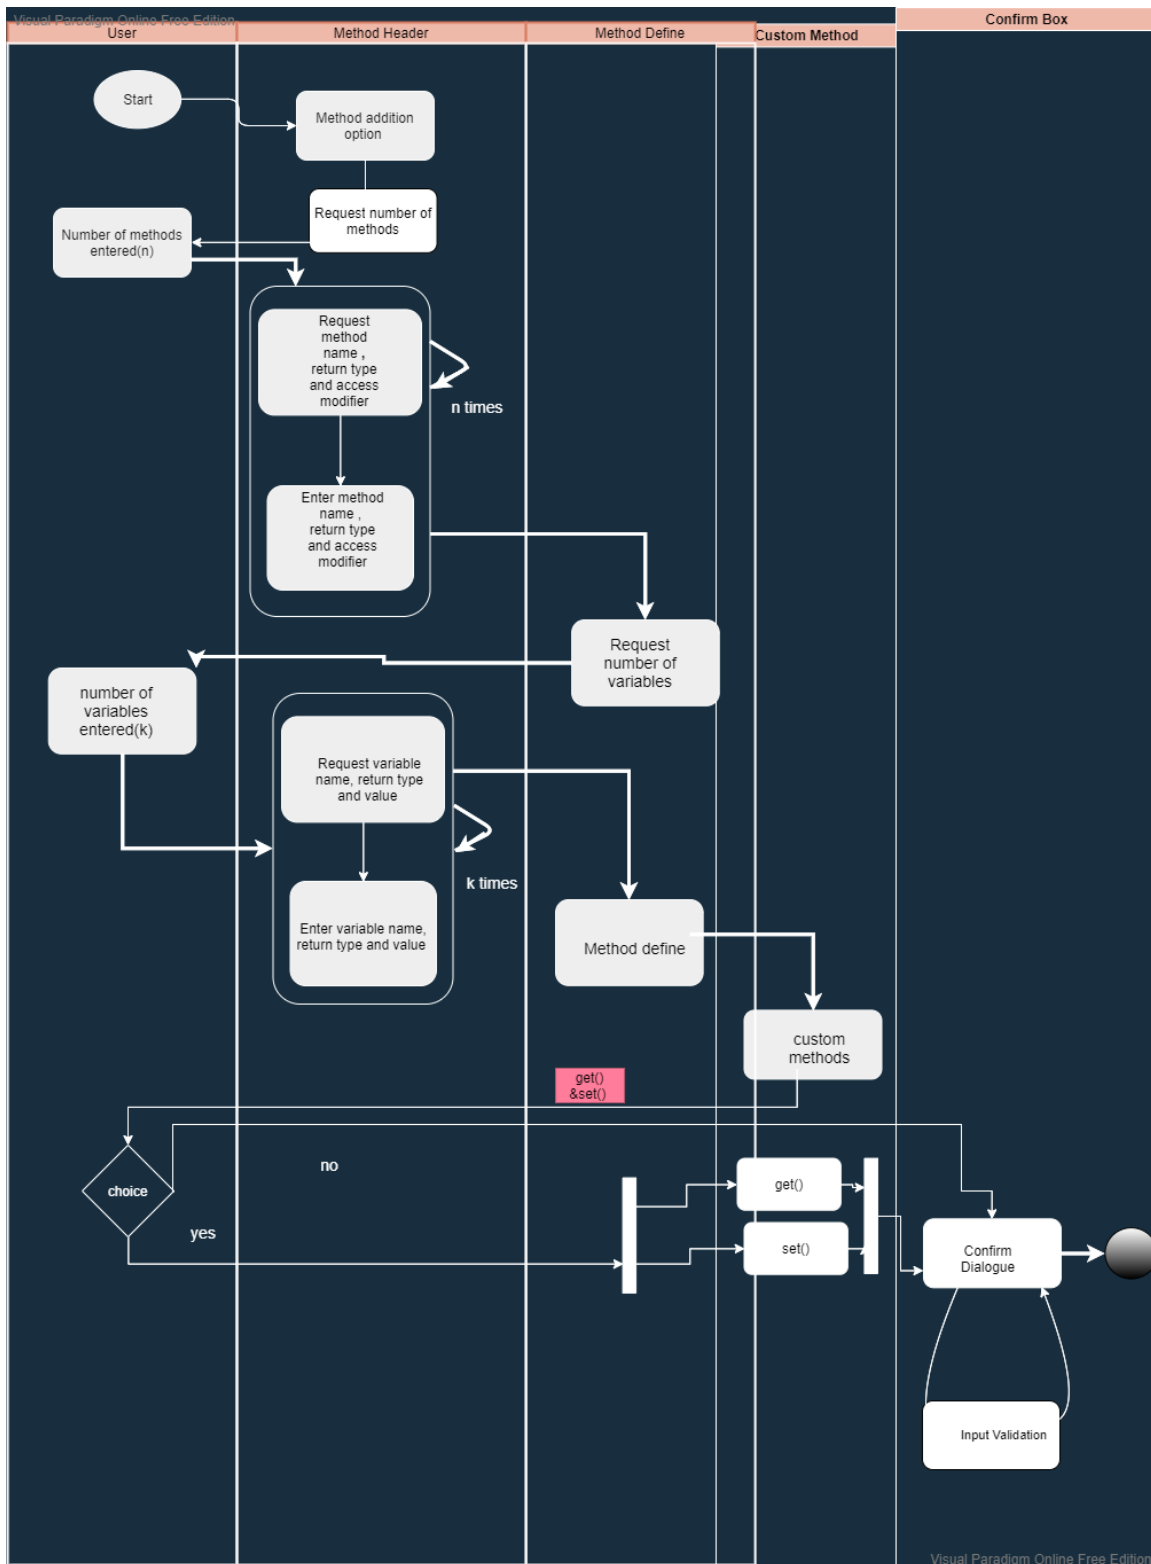 Visual Paradigm Online Free Edition
User
Method Header
Method Define
Custom Method
Confirm Box
Start
Method addition
option
Request number of
methods
Number of methods
entered(n)
Request
method
name ,
return type
and access
modifier
n times
Enter method
name ,
return type
and access
modifier
Request
number of
variables
number of
variables
entered(k)
Request variable
name, return type
and value
k times
Enter variable name,
return type and value
Method define
custom
methods
get()
&set()
choice
no
yes
get()
set()
Confirm
Dialogue
Input Validation
Visual Paradigm Online Free Edition